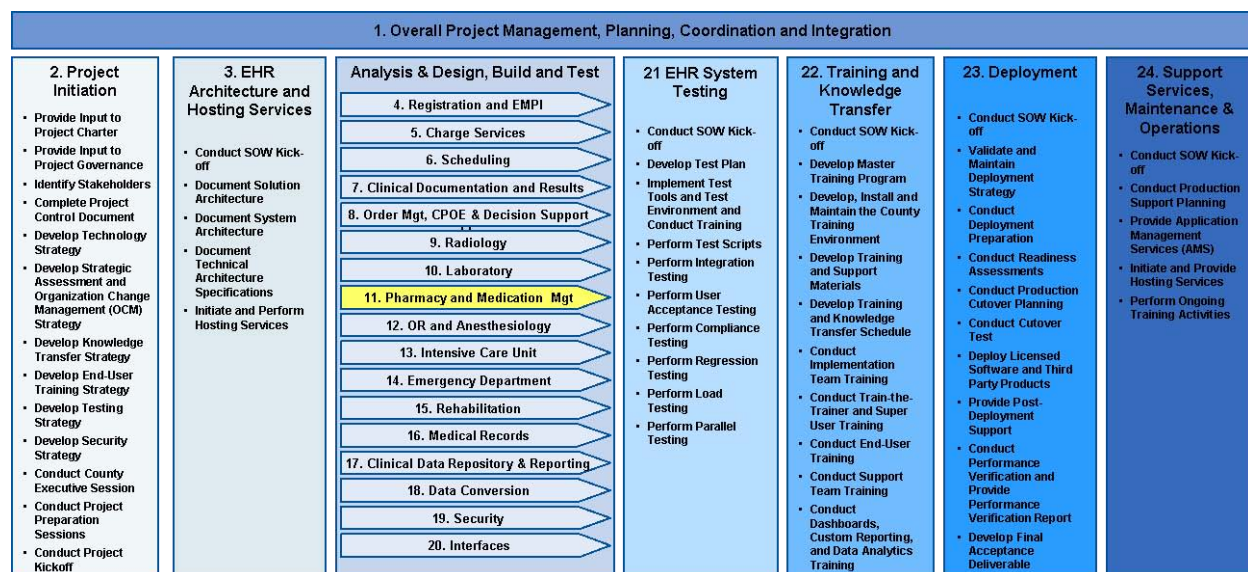 1. Overall Project Management, Planning, Coordination and Integration
2. Project
Initiation
• Provide Input to
Project Charter
• Provide Input to
Project Governance
• Identify Stakeholders
• Complete Project
Control Document
• Develop Technology
Strategy
• Develop Strategic
Assessment and
Organization Change
Management (OCM)
Strategy
• Develop Knowledge
Transfer Strategy
• Develop End-User
Training Strategy
• Develop Testing
Strategy
• Develop Security
Strategy
• Conduct County
Executive Session
• Conduct Project
Preparation
Sessions
• Conduct Project
Kickoff
3. EHR
Architecture and
Hosting Services
• Conduct SOW Kick-
off
• Document Solution
Architecture
• Document System
Architecture
• Document
Technical
Architecture
Specifications
• Initiate and Perform
Hosting Services
Analysis & Design, Build and Test
4. Registration and EMPI
5. Charge Services
6. Scheduling
7. Clinical Documentation and Results
8. Order Mgt, CPOE & Decision Support
9. Radiology
10. Laboratory
11. Pharmacy and Medication Mgt
12. OR and Anesthesiology
13. Intensive Care Unit
14. Emergency Department
15. Rehabilitation
16. Medical Records
17. Clinical Data Repository & Reporting
18. Data Conversion
19. Security
20. Interfaces
21 EHR System
Testing
• Conduct SOW Kick-
off
• Develop Test Plan
• Implement Test
Tools and Test
Environment and
Conduct Training
• Perform Test Scripts
• Perform Integration
Testing
• Perform User
Acceptance Testing
• Perform Compliance
Testing
• Perform Regression
Testing
• Perform Load
Testing
• Perform Parallel
Testing
22. Training and
Knowledge
Transfer
• Conduct SOW Kick-
off
• Develop Master
Training Program
• Develop, Install and
Maintain the County
Training
Environment
• Develop Training
and Support
Materials
• Develop Training
and Knowledge
Transfer Schedule
• Conduct
Implementation
Team Training
• Conduct Train-the-
Trainer and Super
User Training
• Conduct End-User
Training
• Conduct Support
Team Training
• Conduct
Dashboards,
Custom Reporting,
and Data Analytics
Training
23. Deployment
• Conduct SOW Kick-
off
• Validate and
Maintain
Deployment
Strategy
• Conduct
Deployment
Preparation
• Conduct Readiness
Assessments
• Conduct Production
Cutover Planning
• Conduct Cutover
Test
• Deploy Licensed
Software and Third
Party Products
• Provide Post-
Deployment
Support
• Conduct
Performance
Verification and
Provide
Performance
Verification Report
• Develop Final
Acceptance
Deliverable
24. Support
Services,
Maintenance &
Operations
• Conduct SOW Kick-
off
• Conduct Production
Support Planning
• Provide Application
Management
Services (AMS)
• Initiate and Provide
Hosting Services
• Perform Ongoing
Training Activities